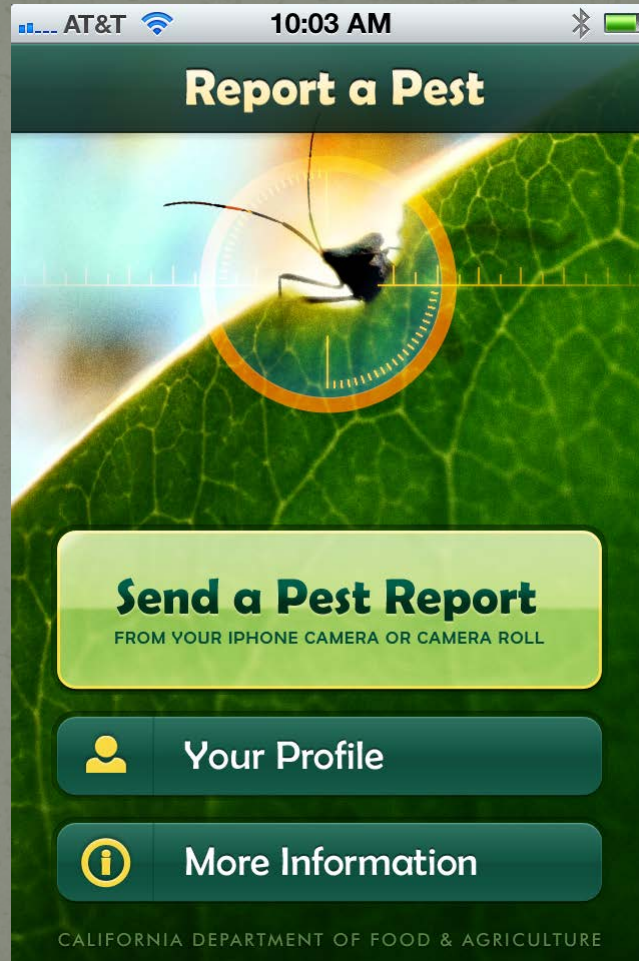 AT&T 10:03 AM
Report a Pest
Send a Pest Report
FROM YOUR IPHONE CAMERA OR CAMERA ROLL
Your Profile
More Information
CALIFORNIA DEPARTMENT OF FOOD & AGRICULTURE